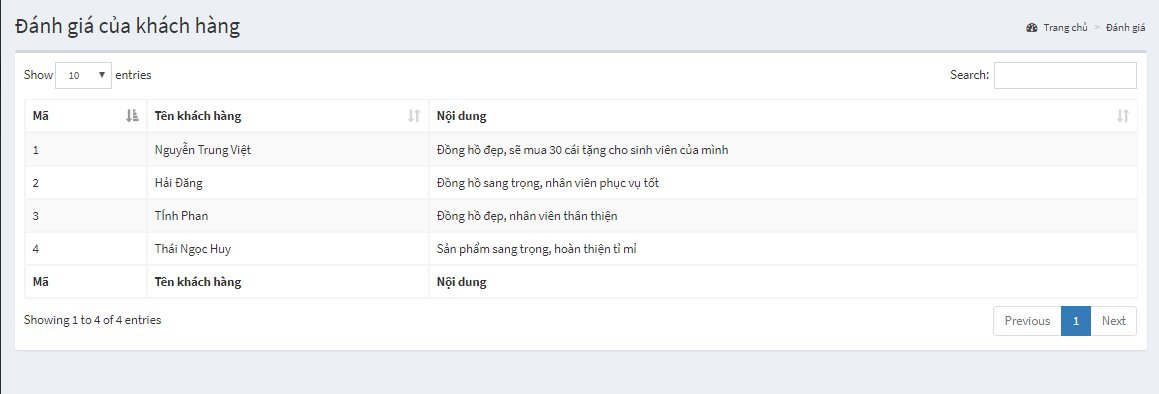 Đánh giá của khách hàng
Trang chủ > Đánh giá
Show 10 entries
Search:
Mã Tên khách hàng Nội dung
1 Nguyễn Trung Việt Đồng hồ đẹp, sẽ mua 30 cái tặng cho sinh viên của mình
2 Hải Đăng Đồng hồ sang trọng, nhân viên phục vụ tốt
3 TÍnh Phan Đồng hồ đẹp, nhân viên thân thiện
4 Thái Ngọc Huy Sản phẩm sang trọng, hoàn thiện tỉ mỉ
Mã Tên khách hàng Nội dung
Showing 1 to 4 of 4 entries
Previous 1 Next